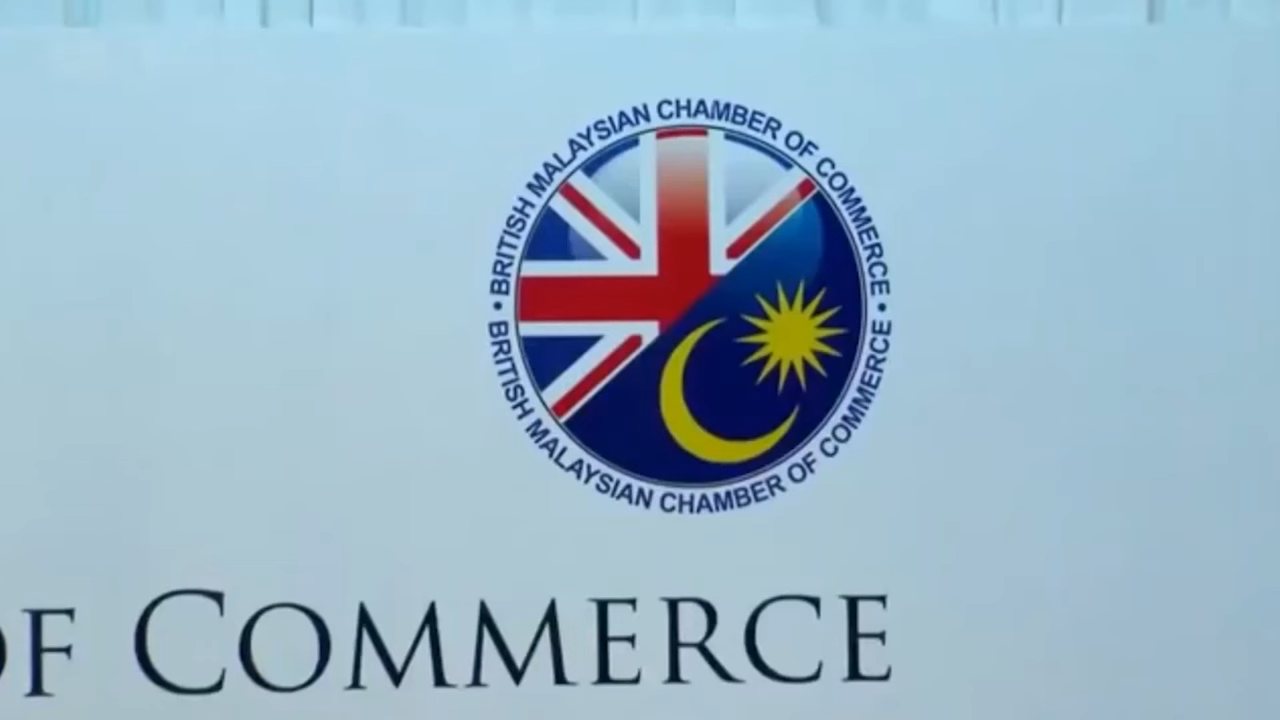 • BRITISH MALAYSIAN CHAMBER OF COMMERCE •
BRITISH MALAYSIAN CHAMBER OF COMMERCE
OF COMMERCE